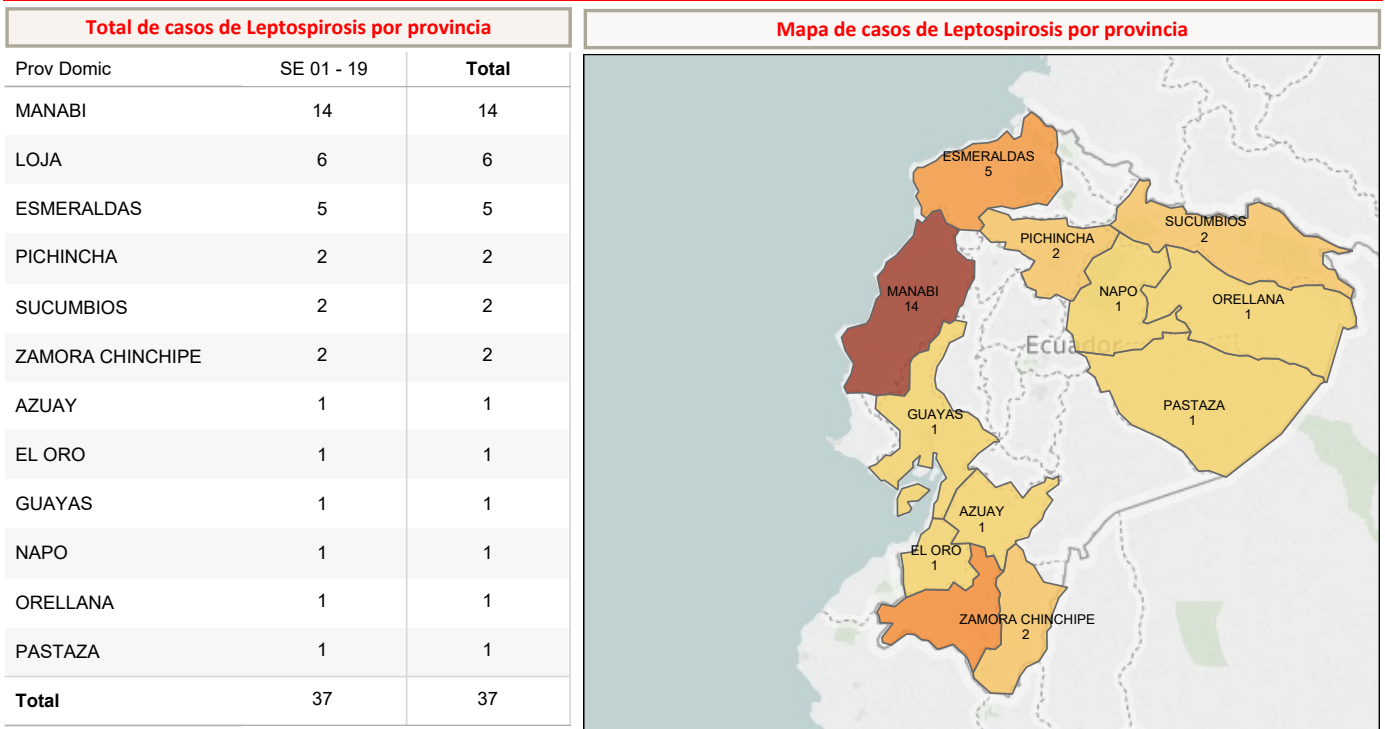 Total de casos de Leptospirosis por provincia
Prov Domic SE 01 - 19 Total
MANABI 14 14
LOJA 6 6
ESMERALDAS 5 5
PICHINCHA 2 2
SUCUMBIOS 2 2
ZAMORA CHINCHIPE 2 2
AZUAY 1 1
EL ORO 1 1
GUAYAS 1 1
NAPO 1 1
ORELLANA 1 1
PASTAZA 1 1
Total 37 37
Mapa de casos de Leptospirosis por provincia
ESMERALDAS
5
SUCUMBIOS
2
PICHINCHA
2
MANABI
14
NAPO
1
ORELLANA
1
Ecuador
PASTAZA
1
GUAYAS
1
AZUAY
1
EL ORO
1
ZAMORA CHINCHIPE
2